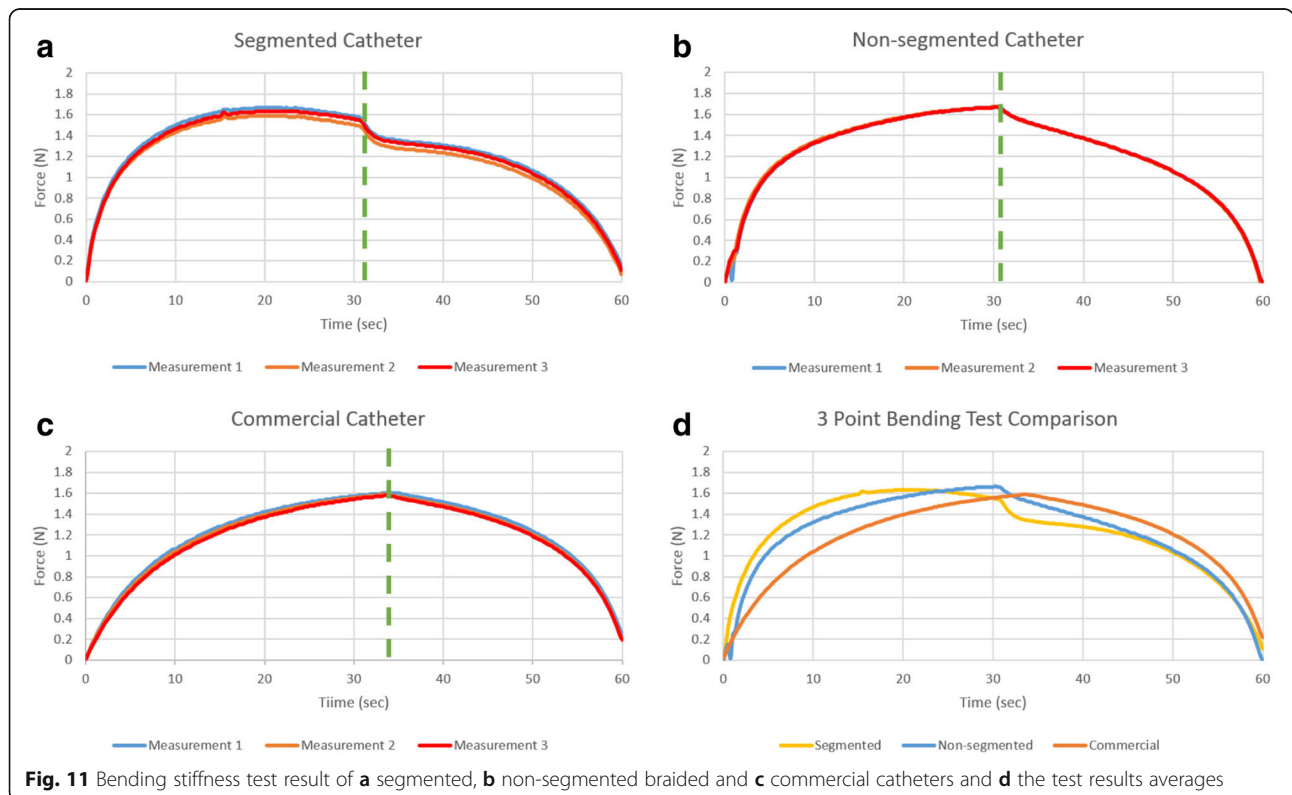 a
Segmented Catheter
2
1.8
1.6
1.4
1.2
1
0.8
0.6
0.4
0.2
0
Force (N)
0 10 20 30 40 50 60
Time (sec)
Measurement 1 Measurement 2 Measurement 3
b
Non-segmented Catheter
2
1.8
1.6
1.4
1.2
1
0.8
0.6
0.4
0.2
0
Force (N)
0 10 20 30 40 50 60
Time (sec)
Measurement 1 Measurement 2 Measurement 3
c
Commercial Catheter
2
1.8
1.6
1.4
1.2
1
0.8
0.6
0.4
0.2
0
Force (N)
0 10 20 30 40 50 60
Tiime (sec)
Measurement 1 Measurement 2 Measurement 3
d
3 Point Bending Test Comparison
2
1.8
1.6
1.4
1.2
1
0.8
0.6
0.4
0.2
0
Force (N)
0 10 20 30 40 50 60
Time (sec)
Segmented Non-segmented Commercial
Fig. 11 Bending stiffness test result of a segmented, b non-segmented braided and c commercial catheters and d the test results averages